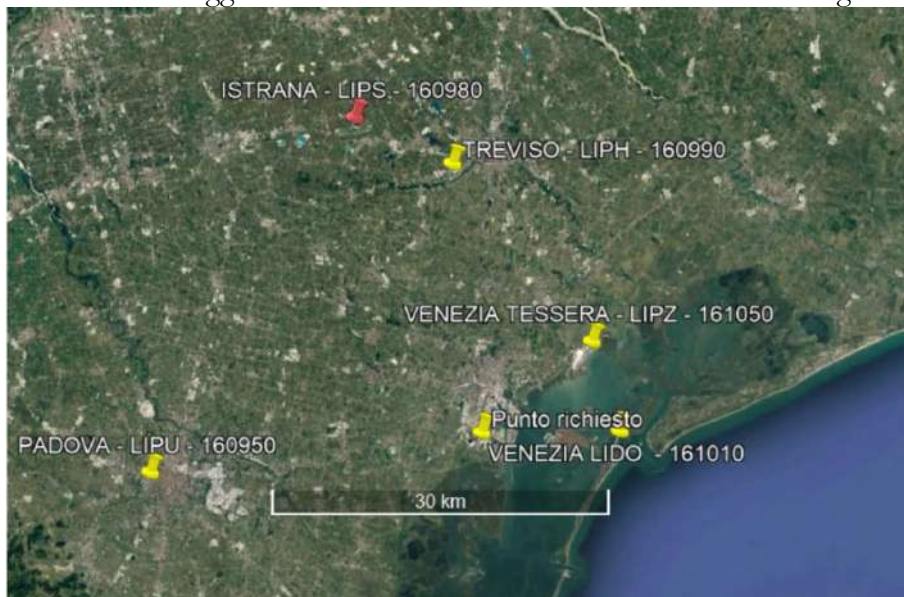 ISTRANA - LIPS - 160980
TREVISO - LIPH - 160990
VENEZIA TESSERA - LIPZ - 161050
Punto richiesto
PADOVA - LIPU - 160950
VENEZIA LIDO - 161010
30 km